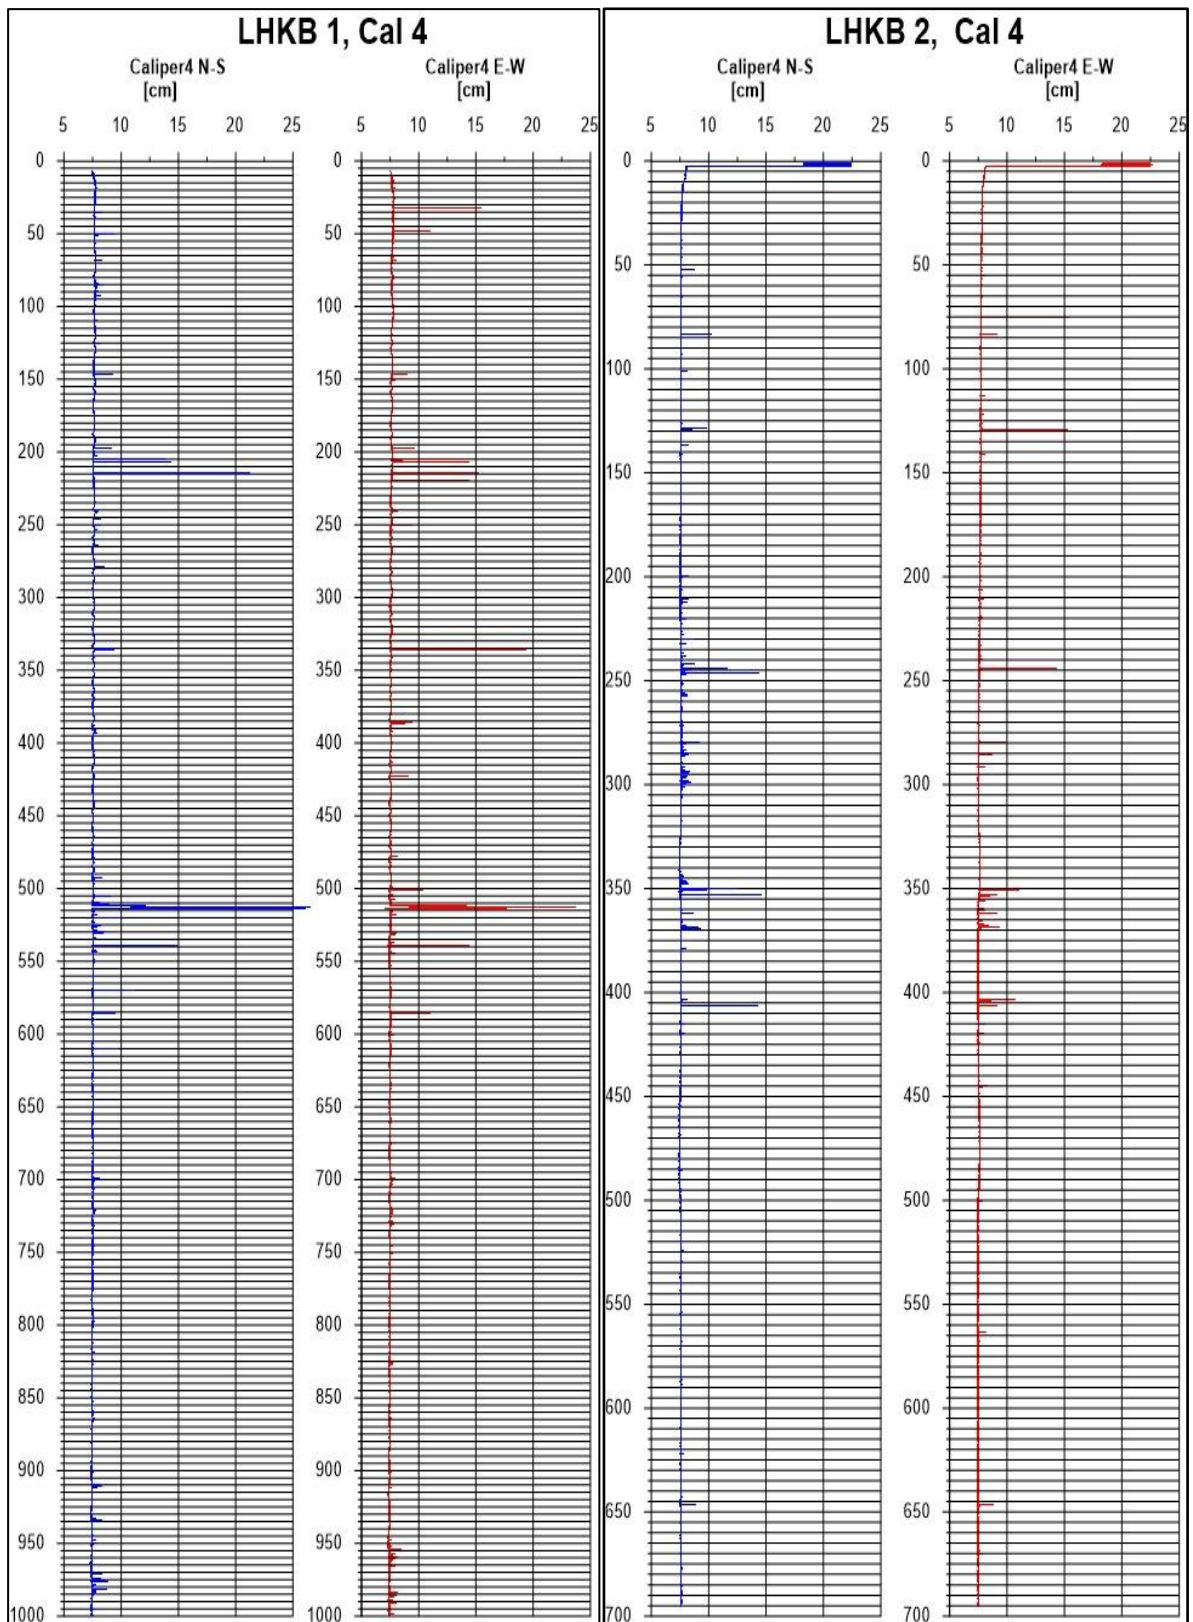 LHKB 1, Cal 4
Caliper4 N-S
[cm]
Caliper4 E-W
[cm]
5 10 15 20 25
5 10 15 20 25
0 0
50 50
100 100
150 150
200 200
250 250
300 300
350 350
400 400
450 450
500 500
550 550
600 600
650 650
700 700
750 750
800 800
850 850
900 900
950 950
1000 1000
LHKB 2, Cal 4
Caliper4 N-S
[cm]
Caliper4 E-W
[cm]
5 10 15 20 25
5 10 15 20 25
0 0
50 50
100 100
150 150
200 200
250 250
300 300
350 350
400 400
450 450
500 500
550 550
600 600
650 650
700 700